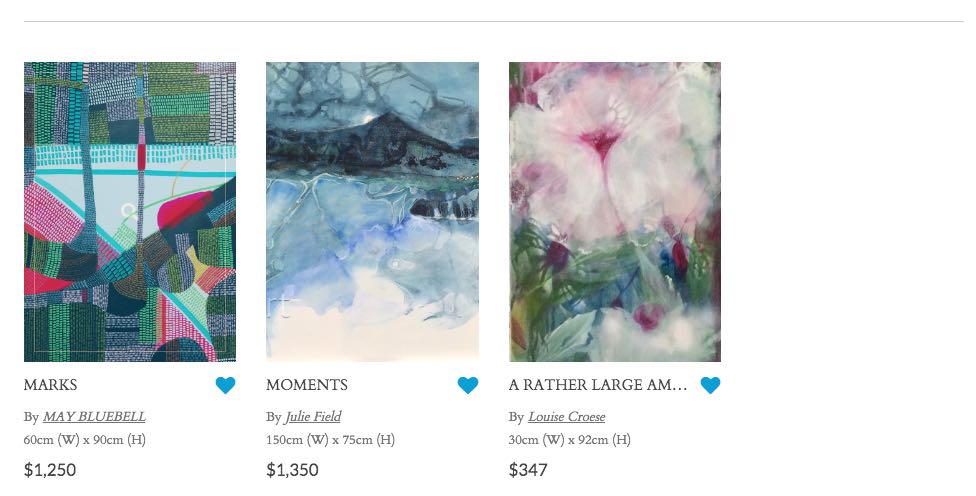 MARKS
By MAY BLUEBELL
60cm (W) x 90cm (H)
$1,250
MOMENTS
By Julie Field
150cm (W) x 75cm (H)
$1,350
A RATHER LARGE AM...
By Louise Croese
30cm (W) x 92cm (H)
$347